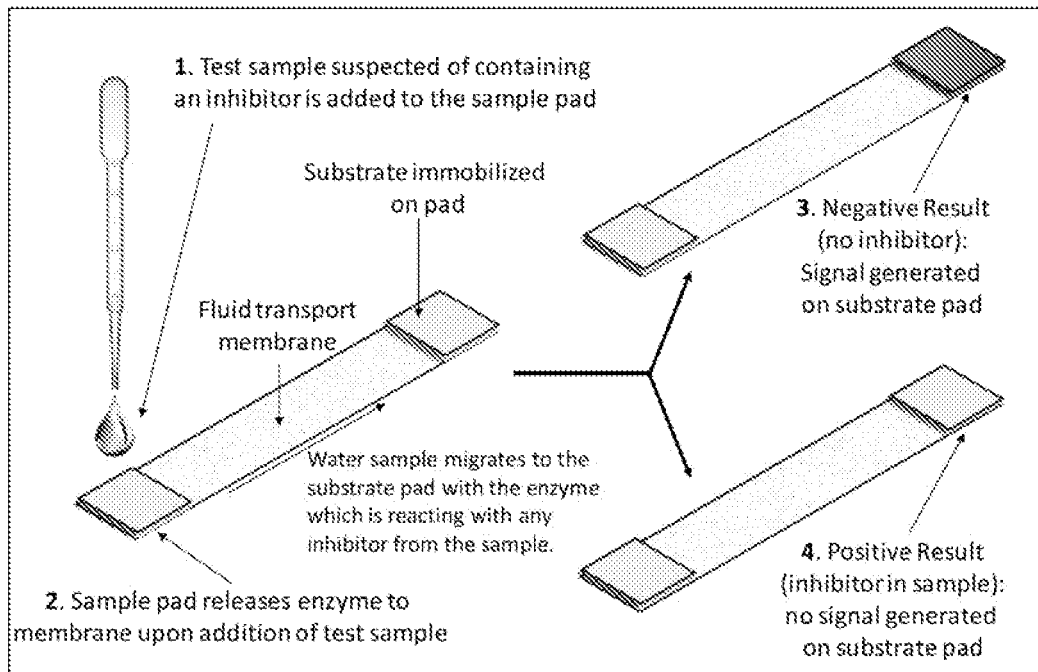 1. Test sample suspected of containing
an inhibitor is added to the sample pad
Substrate immobilized
on pad
Fluid transport
membrane
Water sample migrates to the
substrate pad with the enzyme
which is reacting with any
inhibitor from the sample.
2. Sample pad releases enzyme to
membrane upon addition of test sample
3. Negative Result
(no inhibitor):
Signal generated
on substrate pad
4. Positive Result
(inhibitor in sample):
no signal generated
on substrate pad